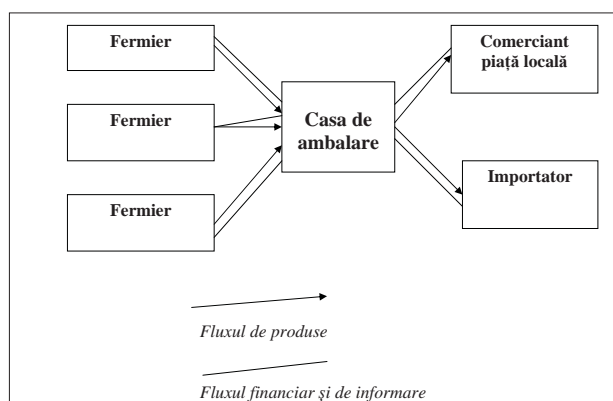 Fermier
Comerciant
piață locală
Fermier
Casa de
ambalare
Fermier
Importator
Fluxul de produse
Fluxul financiar și de informare